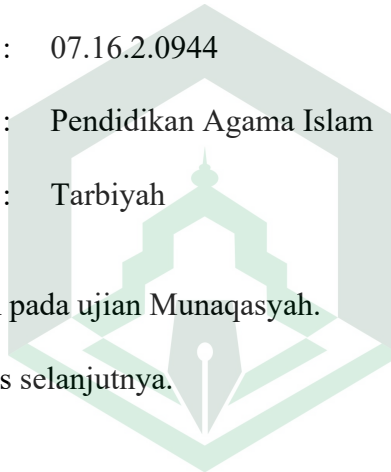 : 07.16.2.0944
: Pendidikan Agama Islam
: Tarbiyah
pada ujian Munaqasyah.
selanjutnya.